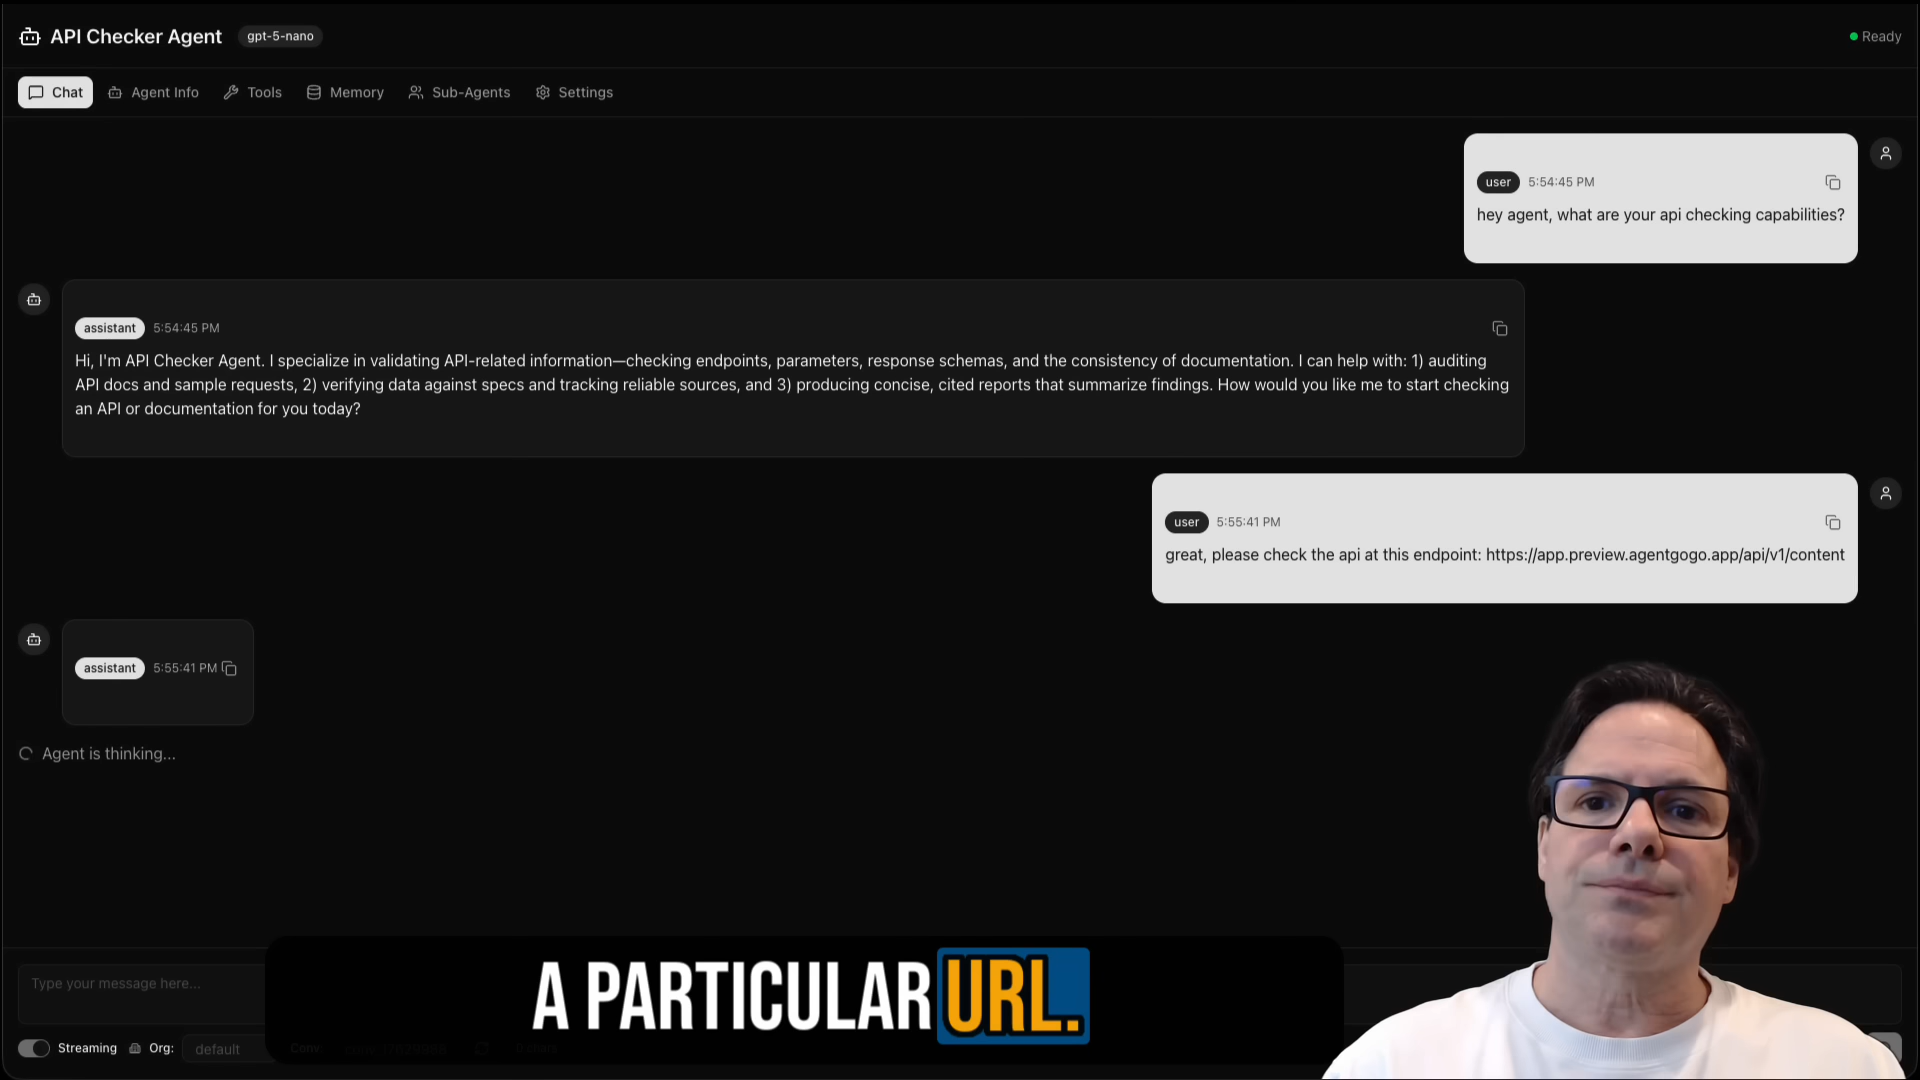 API Checker Agent gpt-5-nano Ready
Chat Agent Info Tools Memory Sub-Agents Settings
user 5:54:45 PM
hey agent, what are your api checking capabilities?
assistant 5:54:45 PM
Hi, I'm API Checker Agent. I specialize in validating API-related information—checking endpoints, parameters, response schemas, and the consistency of documentation. I can help with: 1) auditing
API docs and sample requests, 2) verifying data against specs and tracking reliable sources, and 3) producing concise, cited reports that summarize findings. How would you like me to start checking
an API or documentation for you today?
user 5:55:41 PM
great, please check the api at this endpoint: https://app.preview.agentgogo.app/api/v1/content
assistant 5:55:41 PM
Agent is thinking...
Type your message here...
A PARTICULAR URL.
Streaming Org: default Conv: